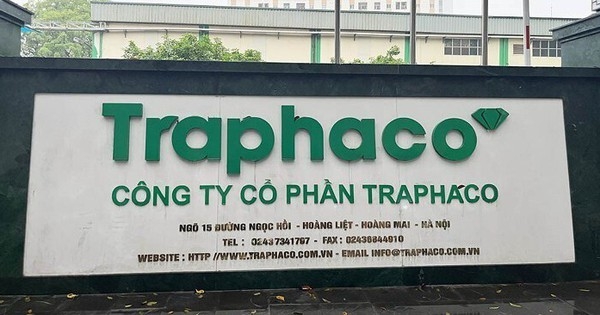 Traphaco
CÔNG TY CỔ PHẦN TRAPHACO
NGÕ 15 ĐƯỜNG NGỌC HỒI - HOÀNG LIỆT - HOÀNG MAI - HÀ NỘI
TEL : 02437341797 - FAX : 02436644910
WEBSITE : HTTP //WWW.TRAPHACO.COM.VN - EMAIL INFO@TRAPHACO.COM.VN